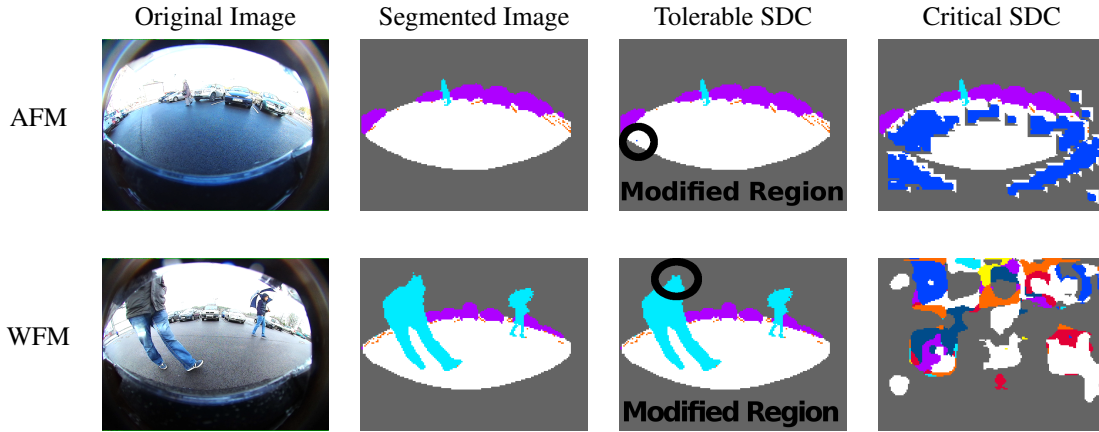 Original Image Segmented Image Tolerable SDC Critical SDC
AFM
Modified Region
WFM
Modified Region